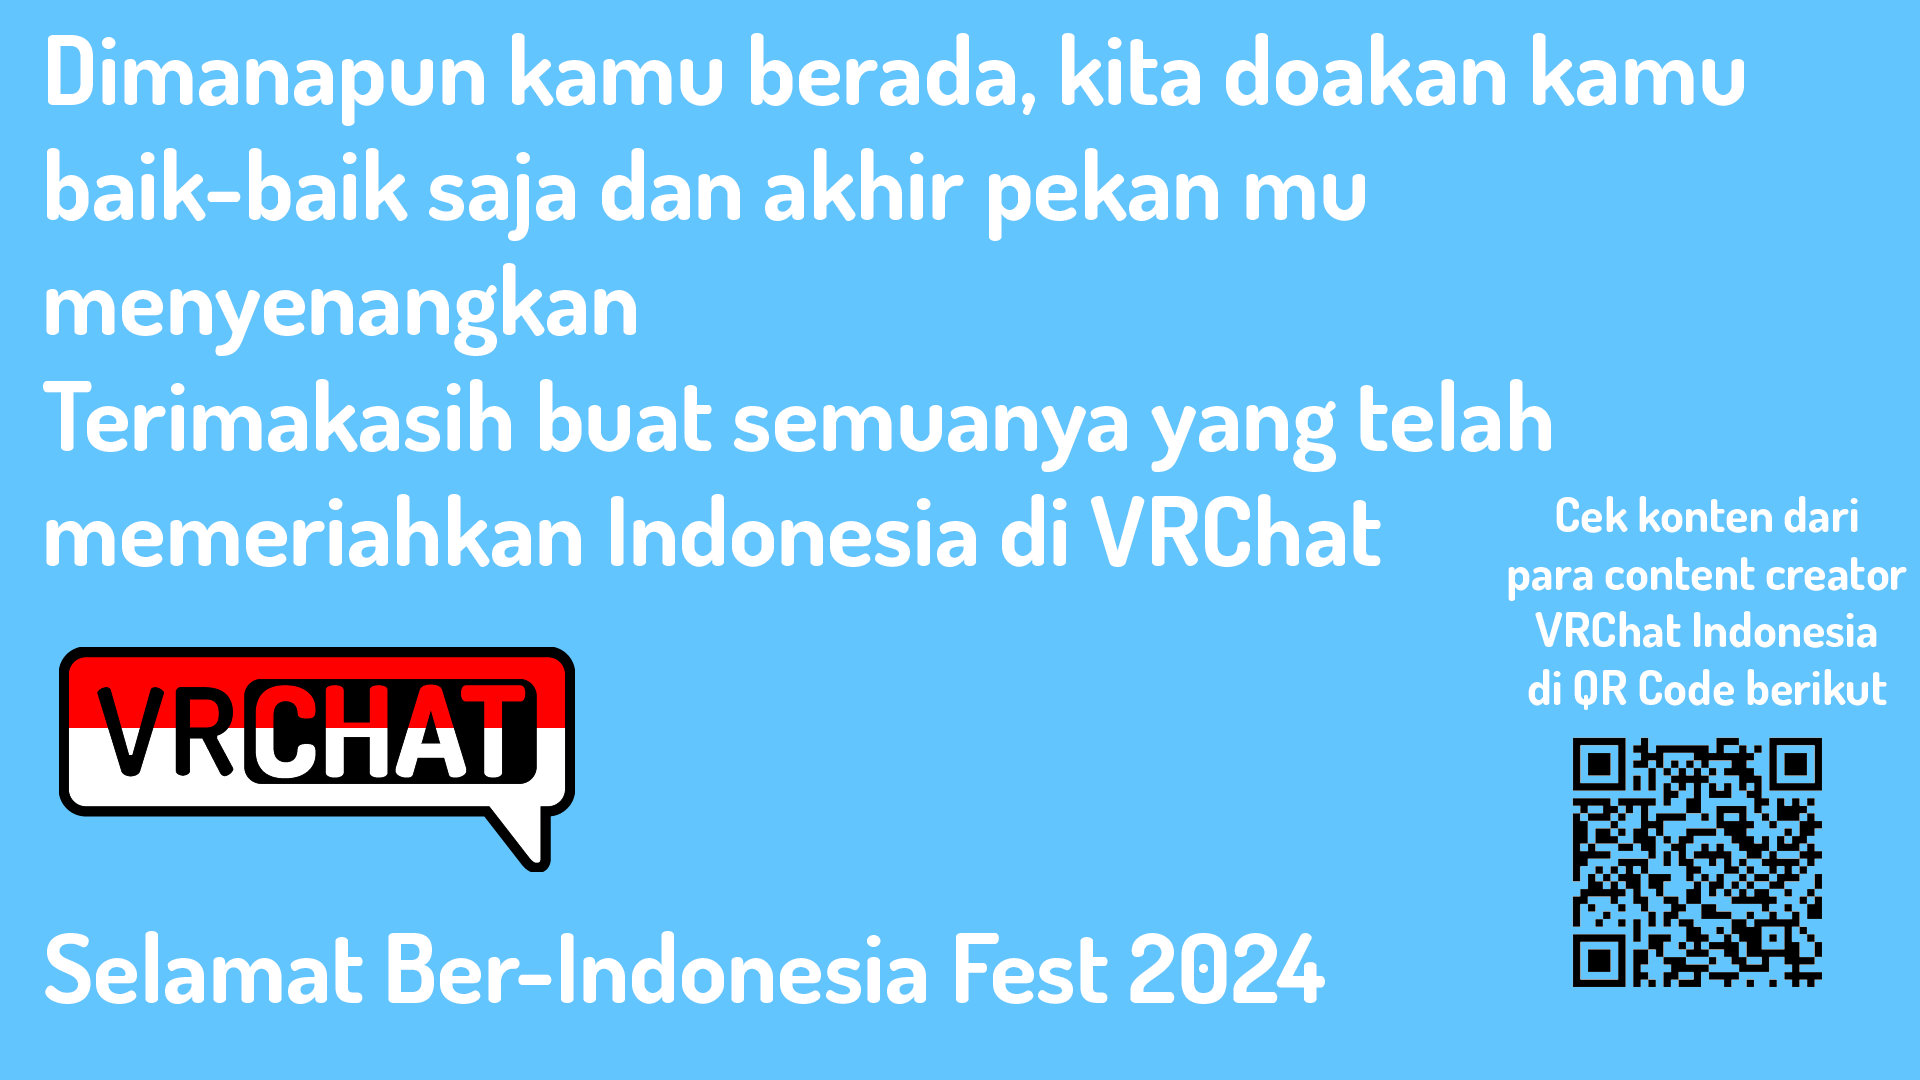 Dimanapun kamu berada, kita doakan kamu
baik-baik saja dan akhir pekan mu
menyenangkan
Terimakasih buat semuanya yang telah
memeriahkan Indonesia di VRChat
Cek konten dari
para content creator
VRChat Indonesia
di QR Code berikut
VRCHAT
Selamat Ber-Indonesia Fest 2024